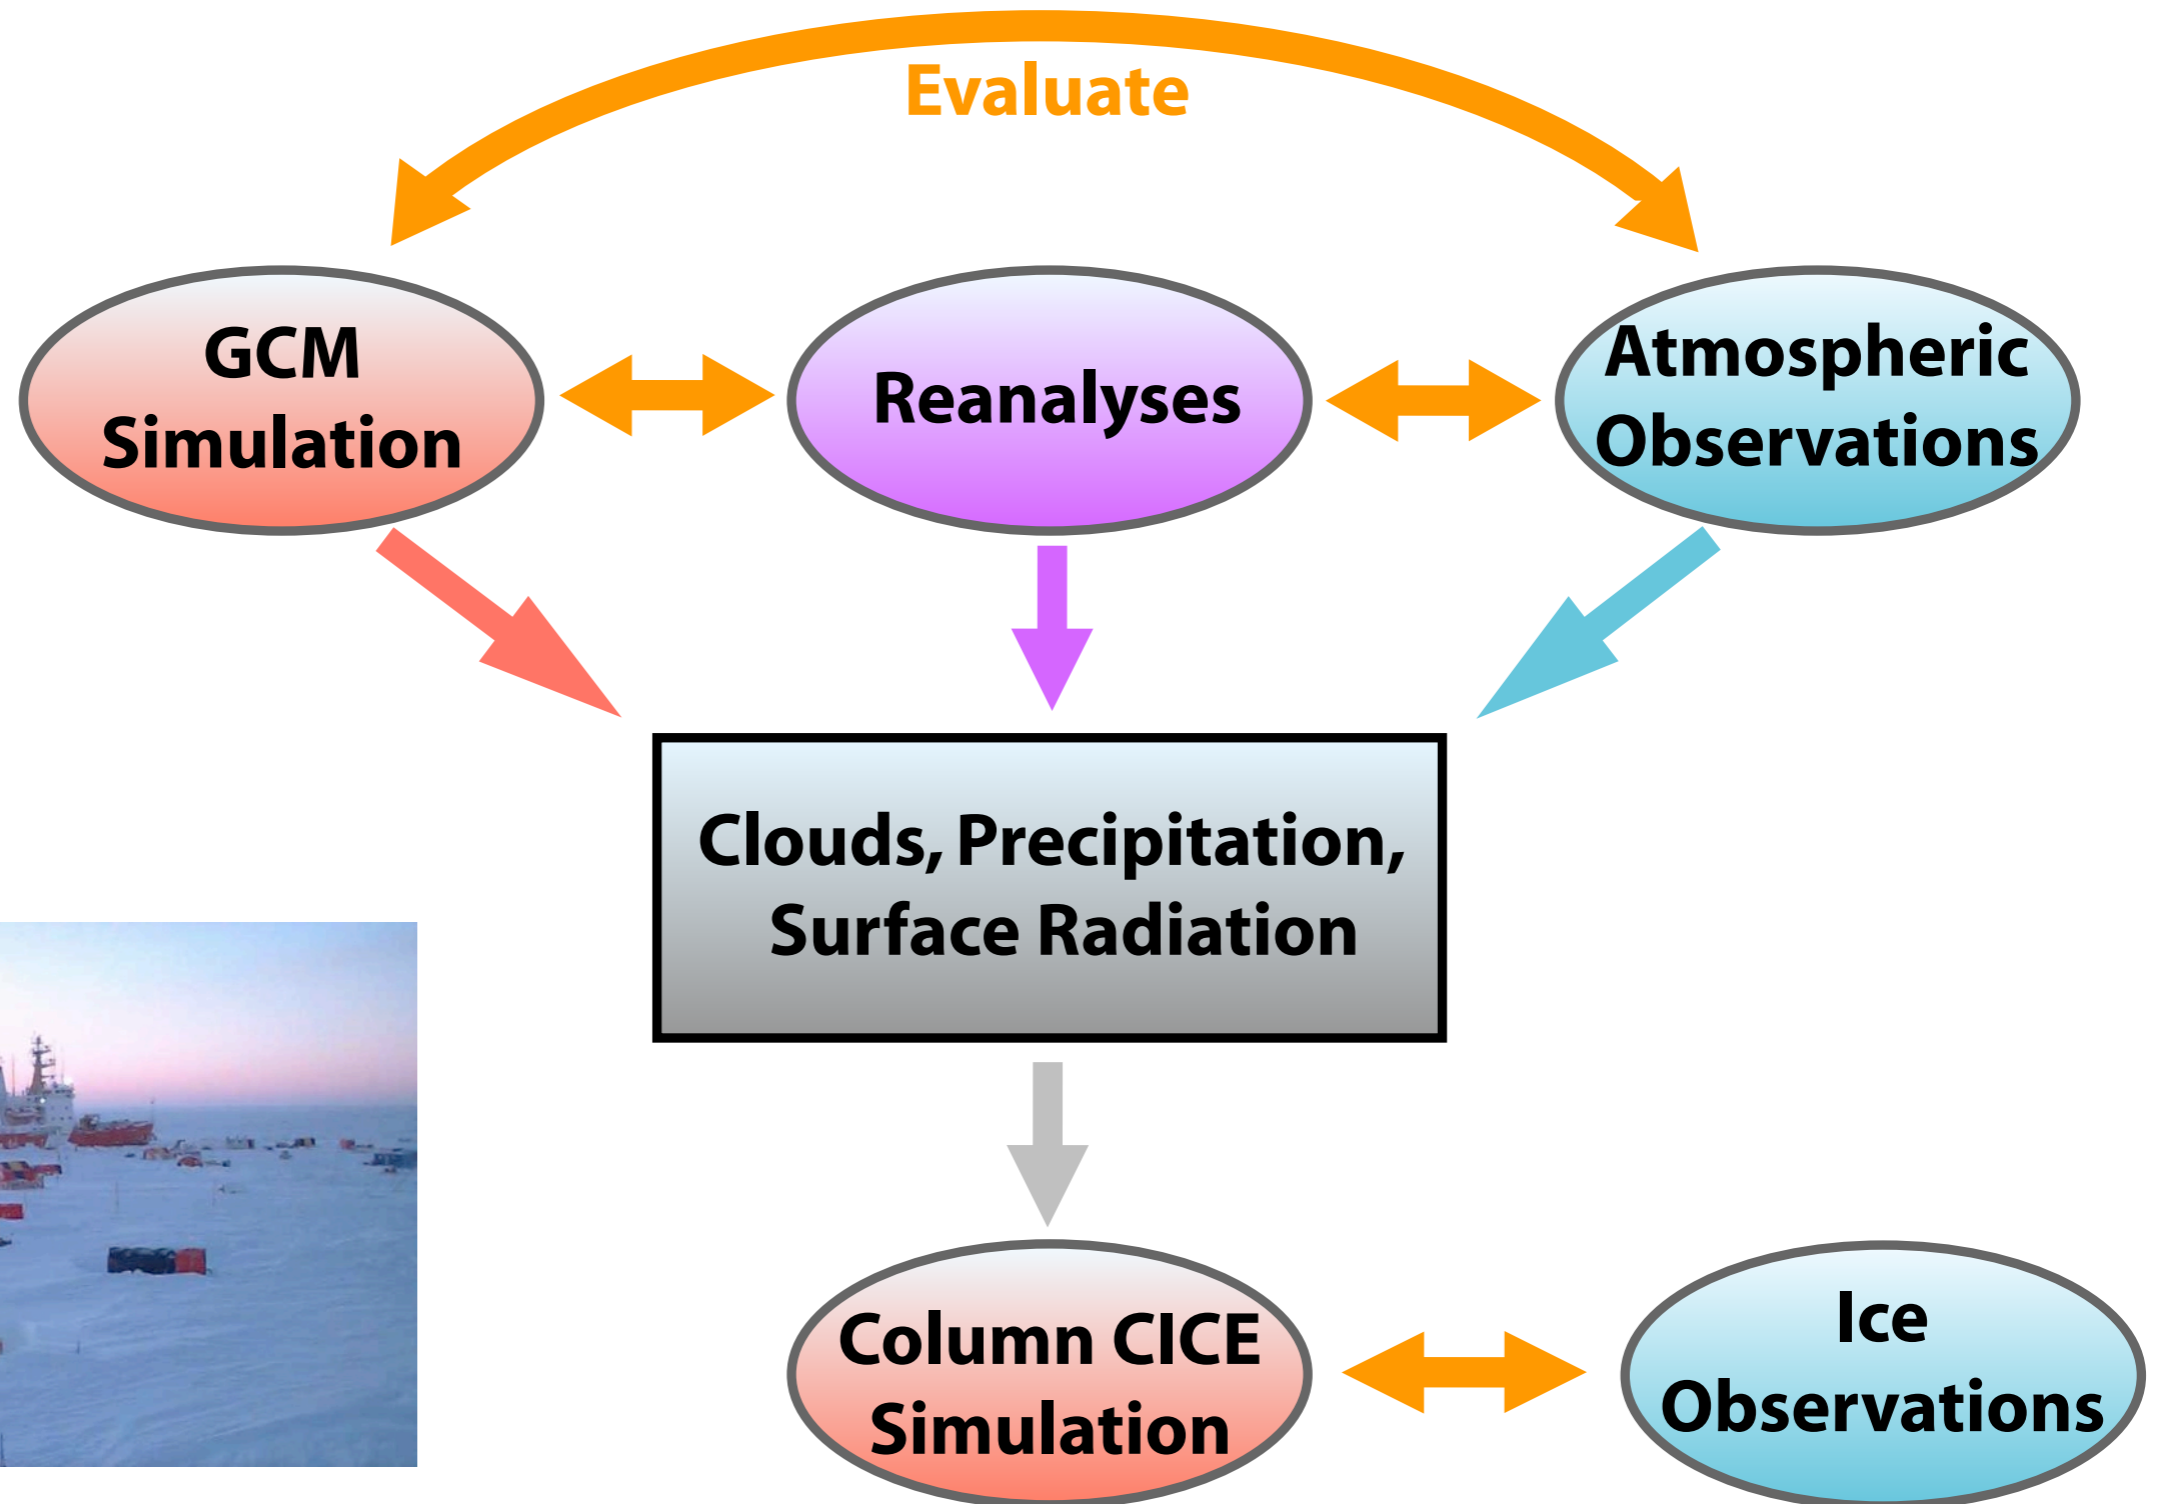 Evaluate
GCM
Simulation
Reanalyses
Atmospheric
Observations
Clouds, Precipitation,
Surface Radiation
Column CICE
Simulation
Ice
Observations